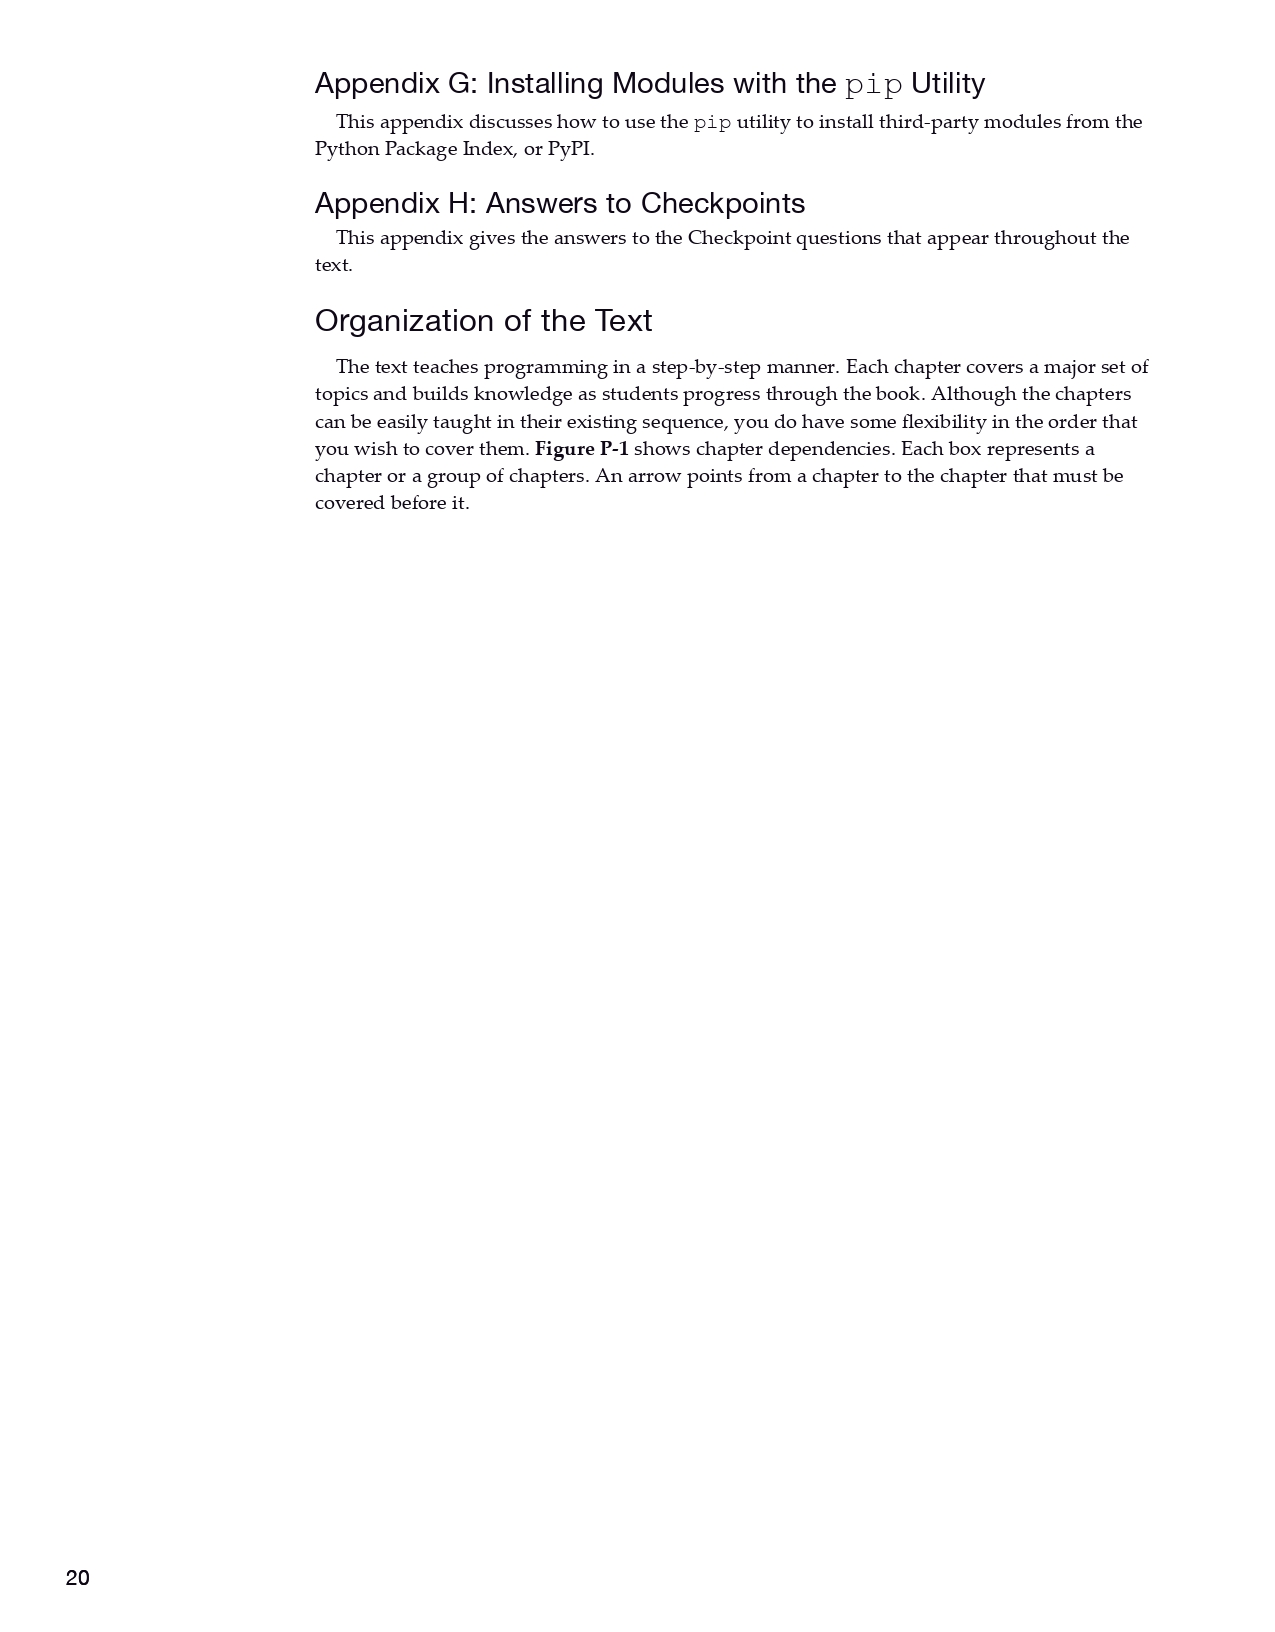 Appendix G: Installing Modules with the pip Utility
This appendix discusses how to use the pip utility to install third-party modules from the
Python Package Index, or PyPI.
Appendix H: Answers to Checkpoints
This appendix gives the answers to the Checkpoint questions that appear throughout the
text.
Organization of the Text
The text teaches programming in a step-by-step manner. Each chapter covers a major set of
topics and builds knowledge as students progress through the book. Although the chapters
can be easily taught in their existing sequence, you do have some flexibility in the order that
you wish to cover them. Figure P-1 shows chapter dependencies. Each box represents a
chapter or a group of chapters. An arrow points from a chapter to the chapter that must be
covered before it.
20